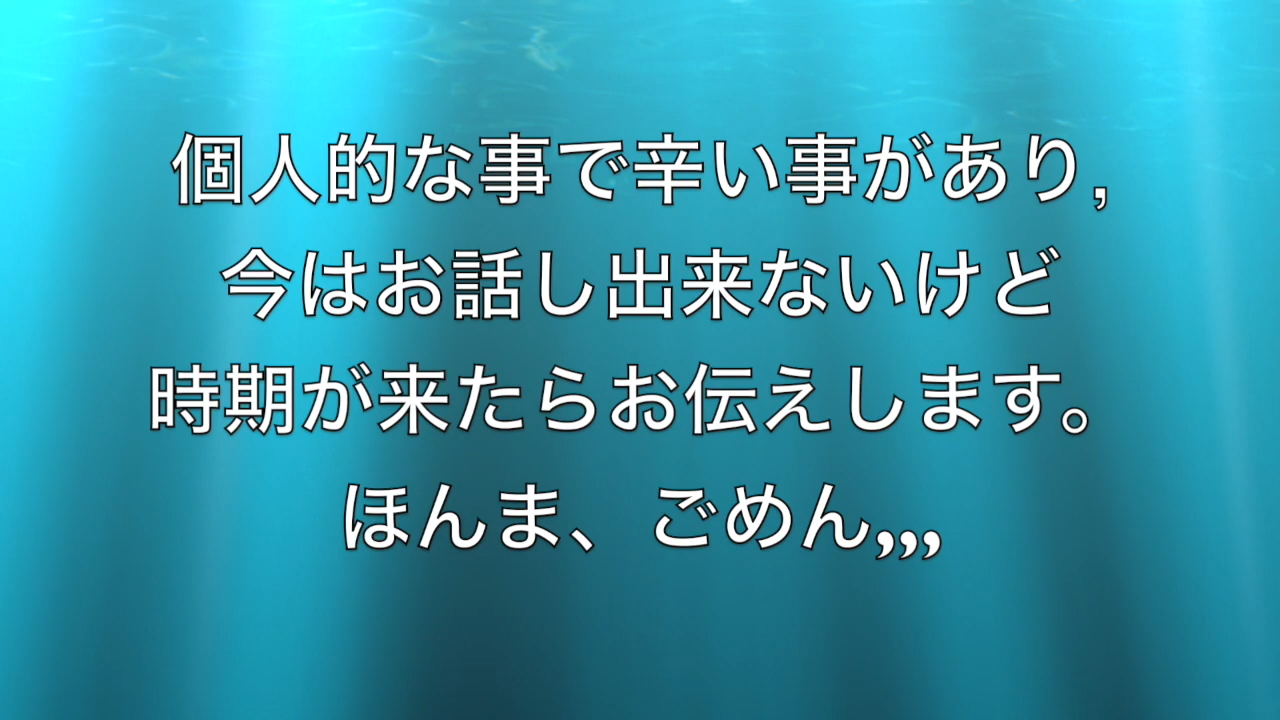 個人的な事で辛い事があり,
今はお話し出来ないけど
時期が来たらお伝えします。
ほんま、ごめん,,,